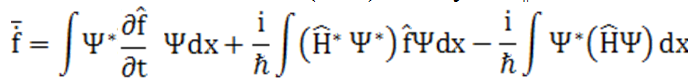 f̅̇ = ∫Ψ* ∂f̂/∂t Ψdx + i/ħ ∫(Ĥ* Ψ*)f̂Ψdx − i/ħ ∫Ψ*(ĤΨ) dx